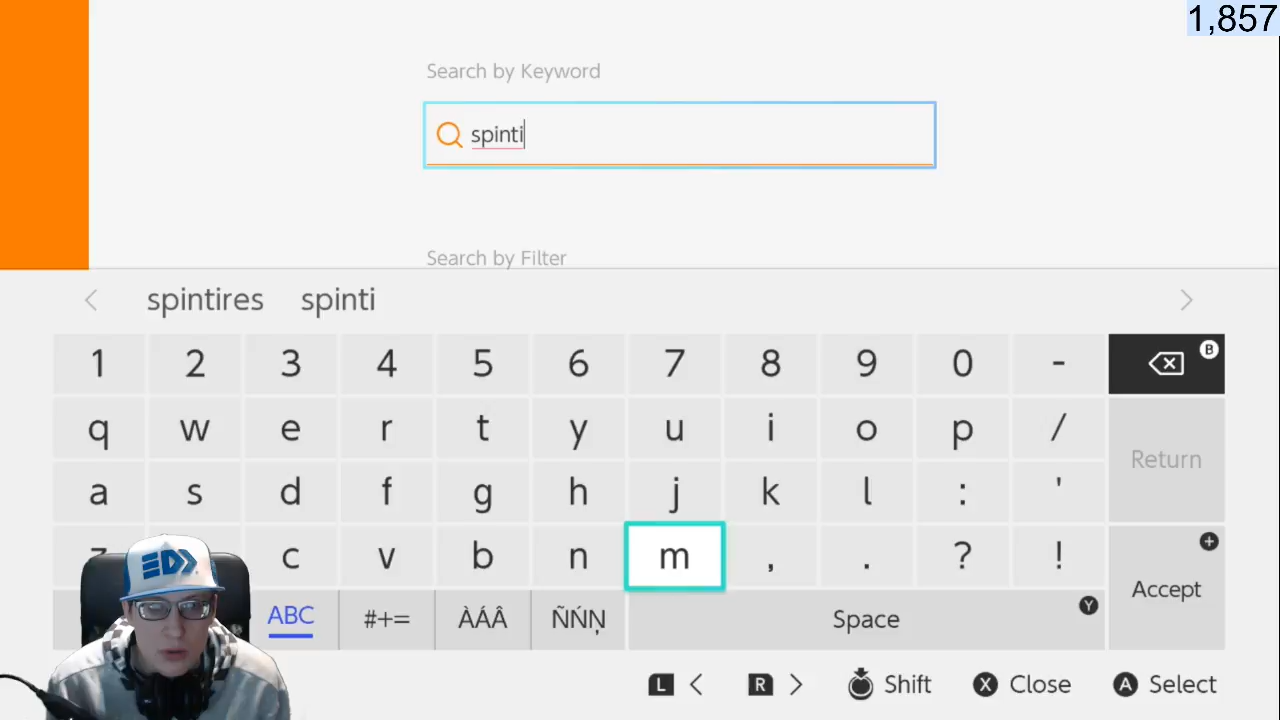 1,857
Search by Keyword
spinti
Search by Filter
spintires spinti
1 2 3 4 5 6 7 8 9 0 -
q w e r t y u i o p /
B
Return
a s d f g h j k l : '
c v b n m , . ? !
+
Accept
ABC #+= ÀÁÂ ÑŃŅ Space Y
L < R > Shift X Close A Select